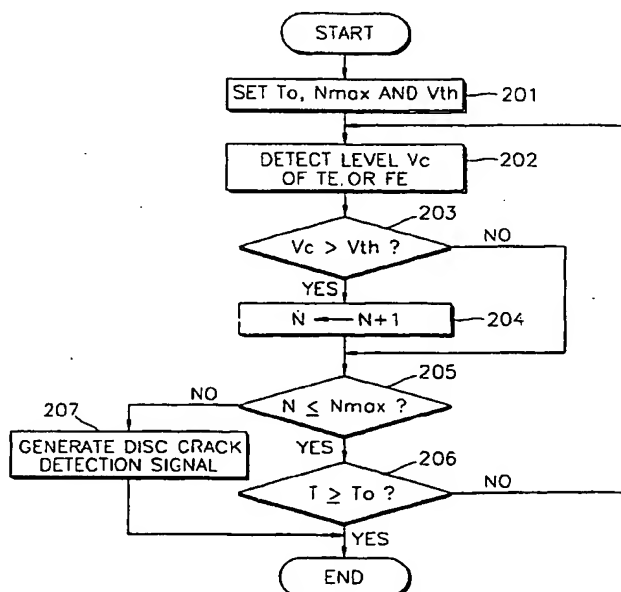 START
SET To, Nmax AND Vth
201
DETECT LEVEL Vc
OF TE. OR FE
202
203
Vc > Vth ?
NO
YES
N ← N+1
204
205
NO
N ≤ Nmax ?
207
GENERATE DISC CRACK
DETECTION SIGNAL
YES
206
T ≥ To ?
NO
YES
END